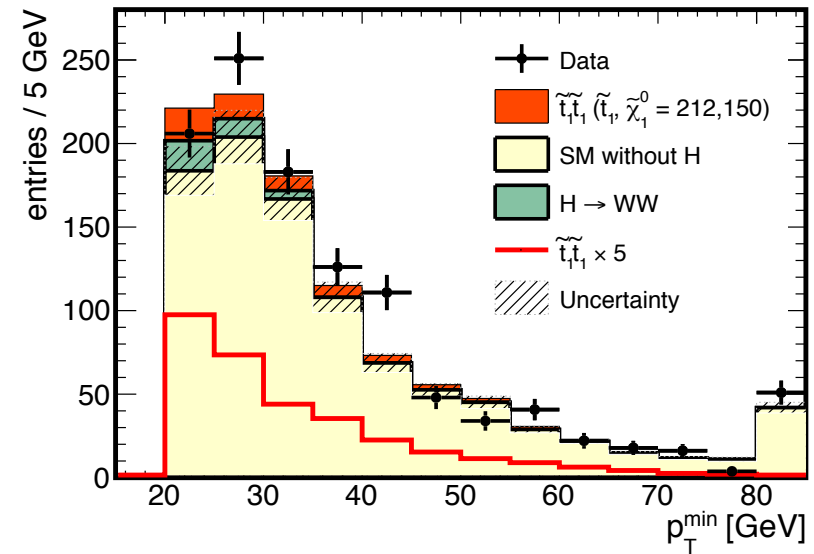 entries / 5 GeV
250
200
150
100
50
0
20 30 40 50 60 70 80
p_T^min [GeV]
Data
t̃₁t̃₁ (t̃₁, χ̃₁⁰ = 212,150)
SM without H
H → WW
t̃₁t̃₁ × 5
Uncertainty